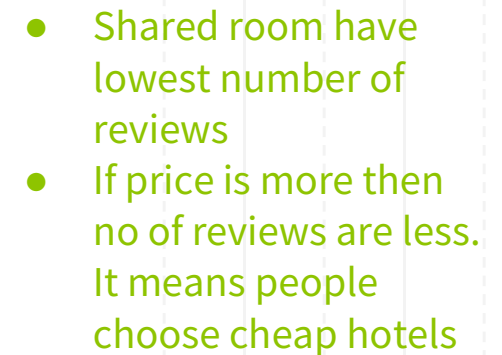 ● Shared room have
lowest number of
reviews
● If price is more then
no of reviews are less.
It means people
choose cheap hotels